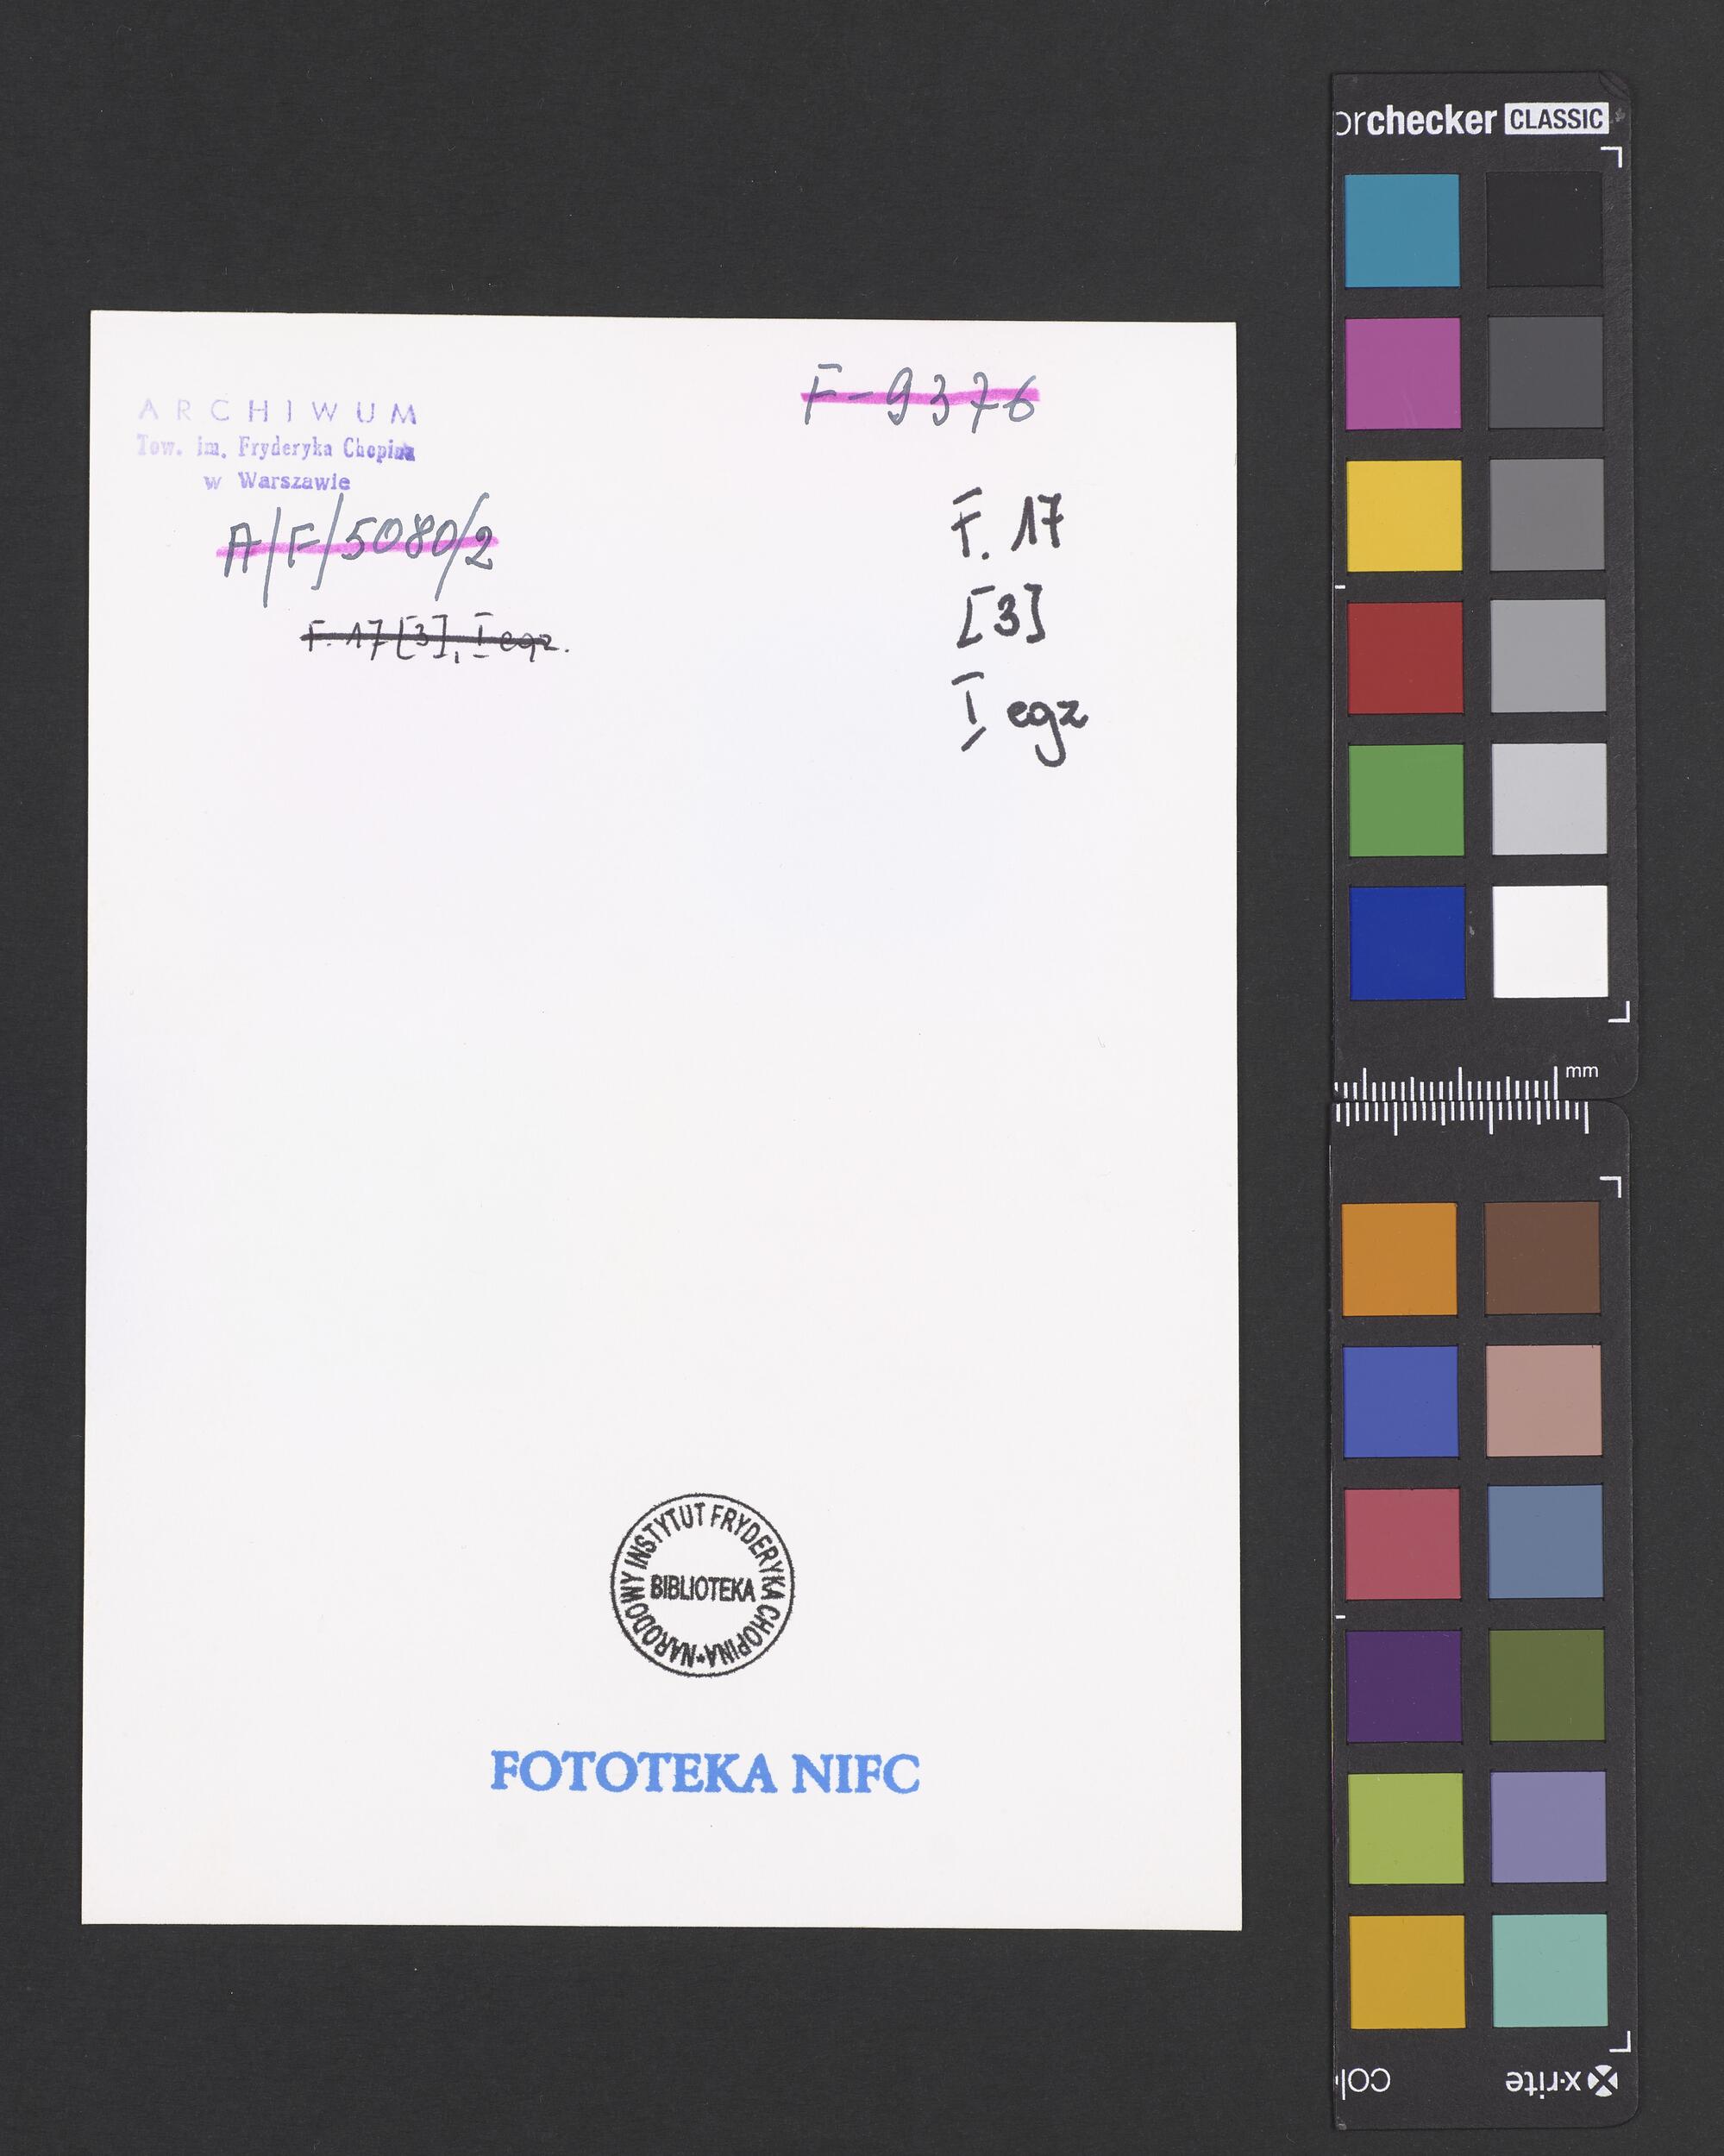 ARCHIWUM
Tow. im. Fryderyka Chopina
w Warszawie
A/F/5080/2
F. 17 [3], I egz.
F-9376
F. 17
[3]
I egz
NARODOWY INSTYTUT FRYDERYKA CHOPINA
BIBLIOTEKA
FOTOTEKA NIFC
orchecker CLASSIC
mm
col
x-rite